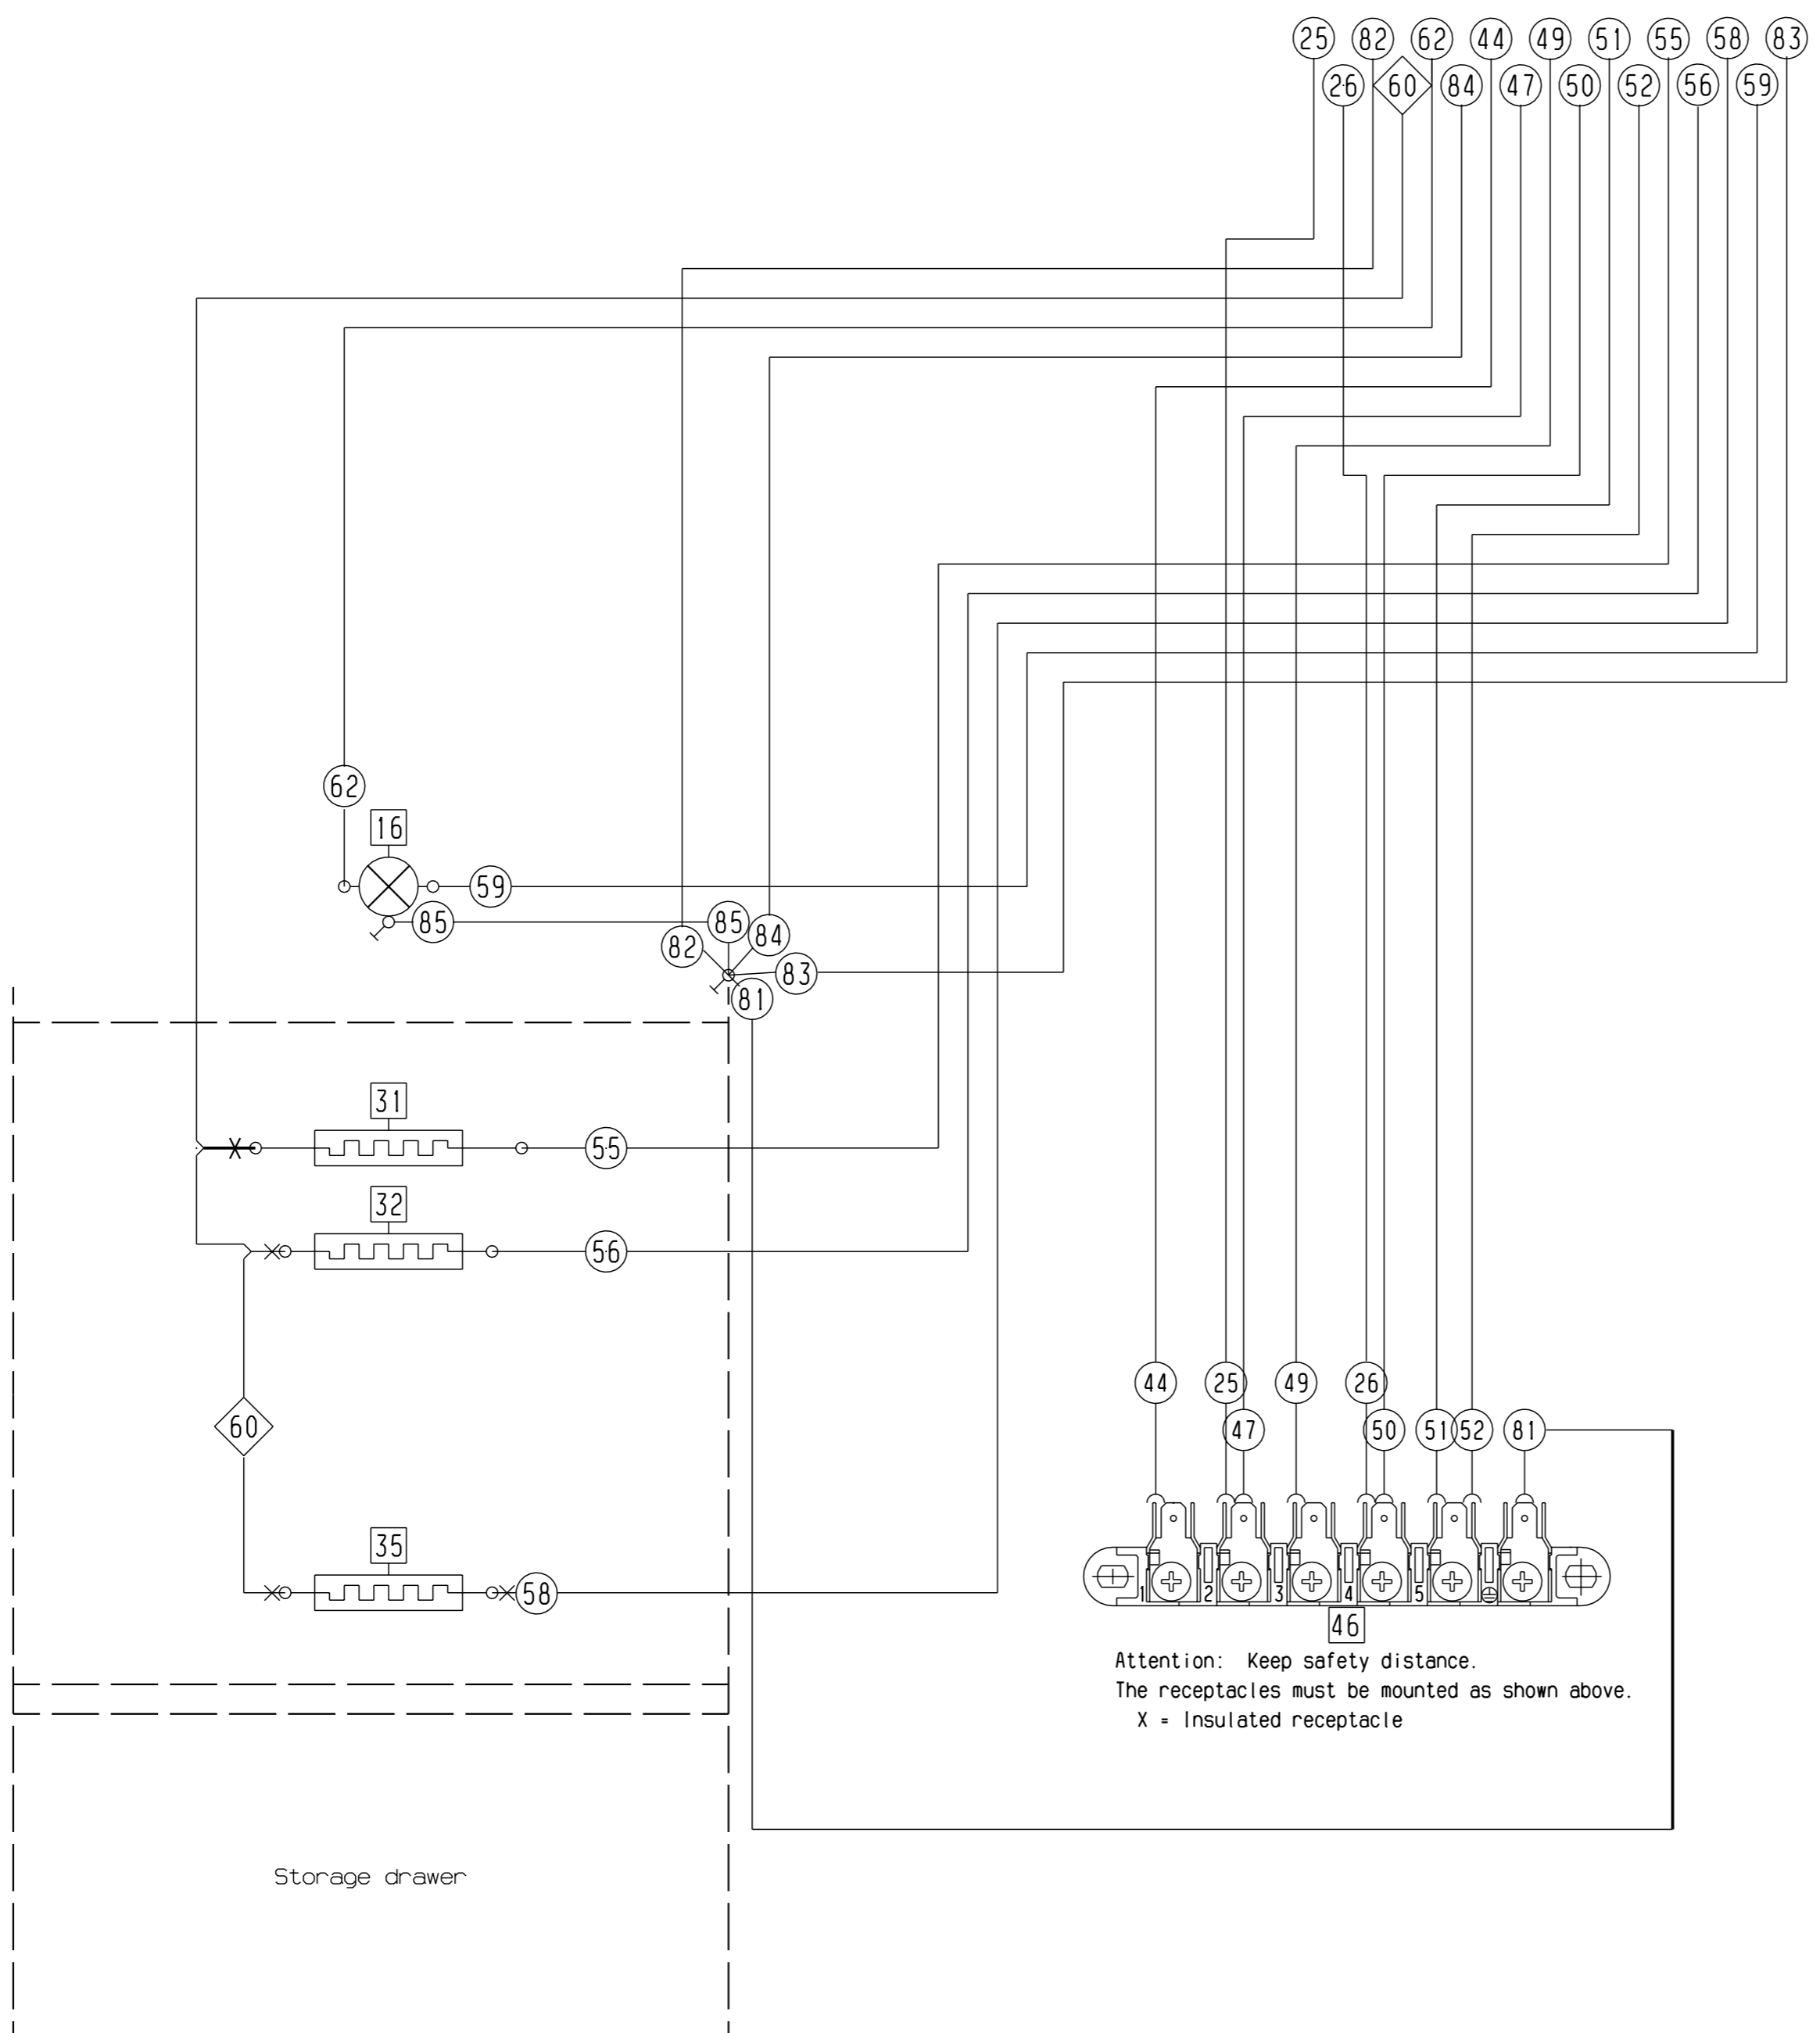 25 82 62 44 49 51 55 58 83
26 60 84 47 50 52 56 59
62
16
59
85 85 84
82
83
81
31
55
32
56
44 25 49 26
60 47 50 51 52 81
35
58
1 2 3 4 5
46
Attention: Keep safety distance.
The receptacles must be mounted as shown above.
X = Insulated receptacle
Storage drawer